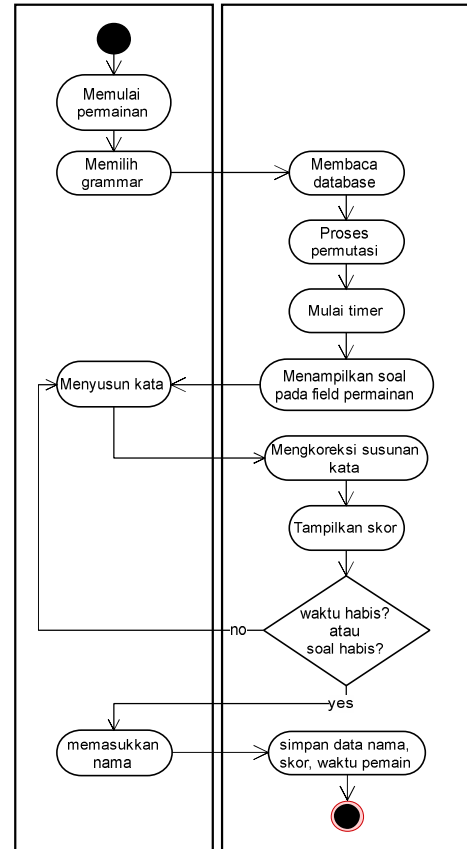 Memulai
permainan
Memilih
grammar
Membaca
database
Proses
permutasi
Mulai timer
Menampilkan soal
pada field permainan
Menyusun kata
Mengkoreksi susunan
kata
Tampilkan skor
waktu habis?
atau
soal habis?
no
yes
memasukkan
nama
simpan data nama,
skor, waktu pemain